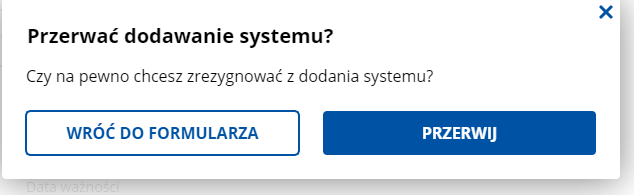 Przerwać dodawanie systemu?
Czy na pewno chcesz zrezygnować z dodania systemu?
WRÓĆ DO FORMULARZA
PRZERWIJ
Data ważności